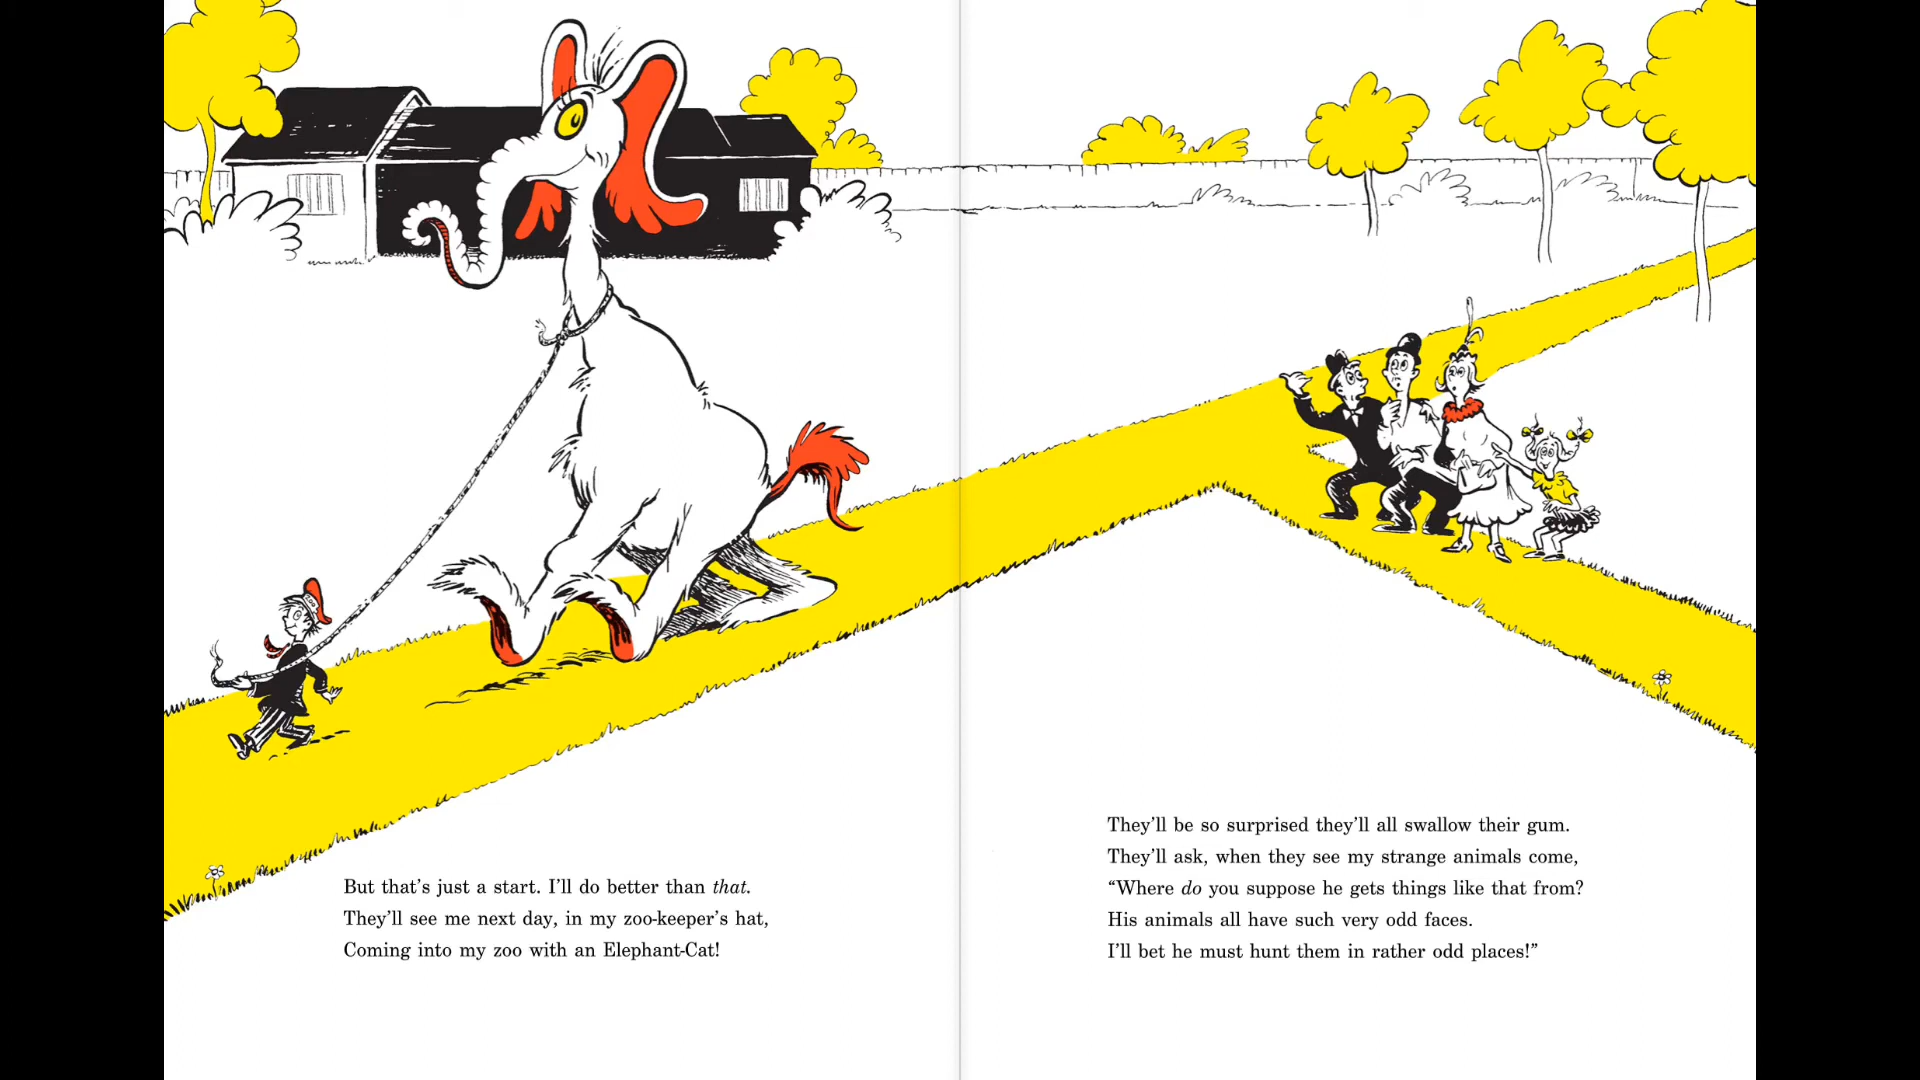 ZOO
But that's just a start. I'll do better than that.
They'll see me next day, in my zoo-keeper's hat,
Coming into my zoo with an Elephant-Cat!
They'll be so surprised they'll all swallow their gum.
They'll ask, when they see my strange animals come,
“Where do you suppose he gets things like that from?
His animals all have such very odd faces.
I'll bet he must hunt them in rather odd places!”